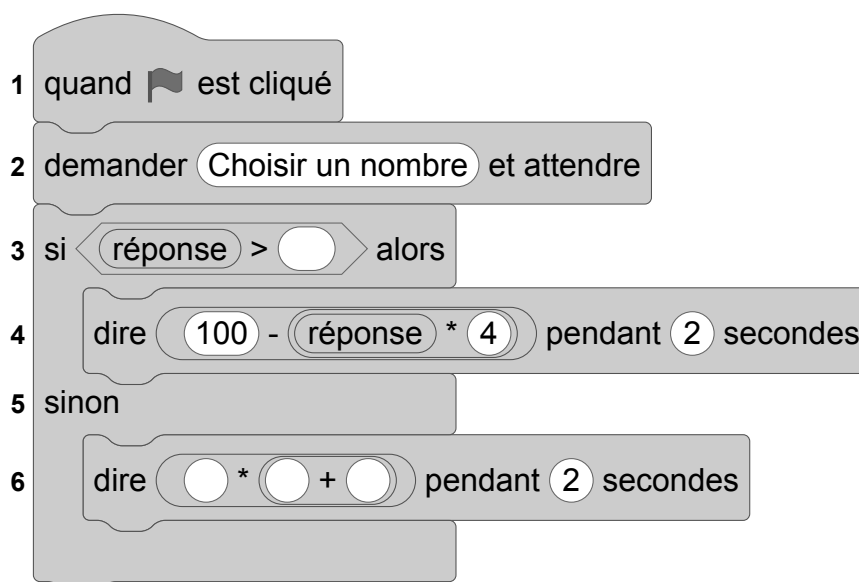 1 quand est cliqué
2 demander Choisir un nombre et attendre
3 si réponse > alors
4 dire 100 - réponse * 4 pendant 2 secondes
5 sinon
6 dire * + pendant 2 secondes